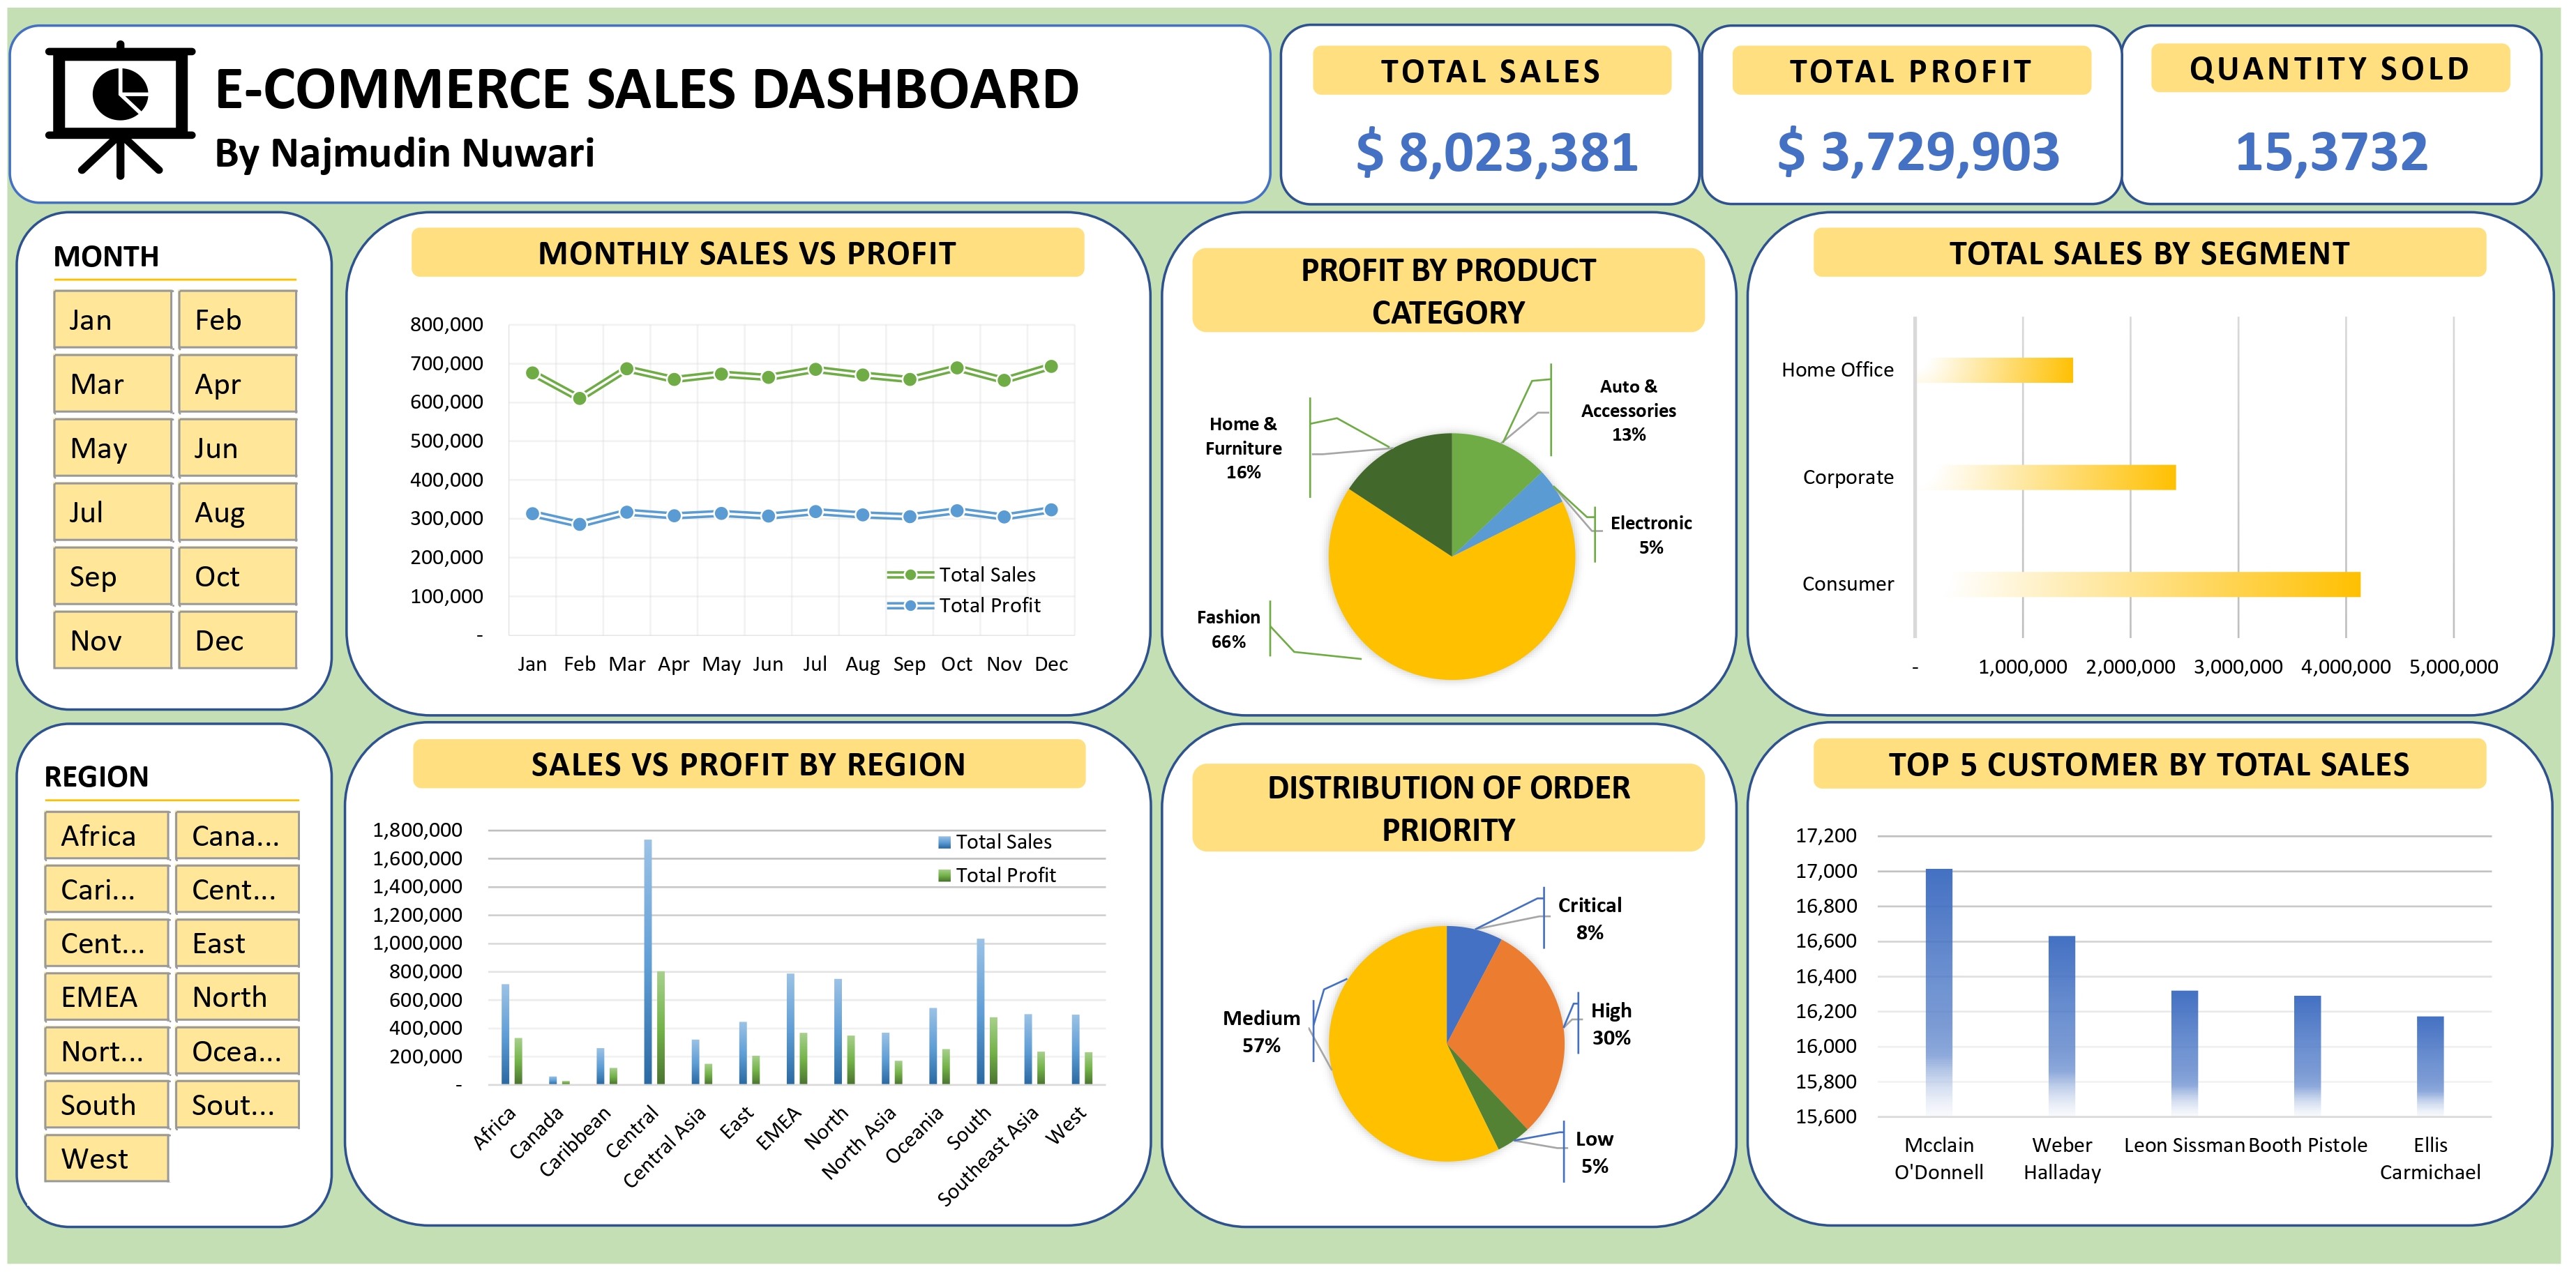 E-COMMERCE SALES DASHBOARD
By Najmudin Nuwari
TOTAL SALES
$ 8,023,381
TOTAL PROFIT
$ 3,729,903
QUANTITY SOLD
15,3732
MONTH
Jan Feb
Mar Apr
May Jun
Jul Aug
Sep Oct
Nov Dec
MONTHLY SALES VS PROFIT
800,000
700,000
600,000
500,000
400,000
300,000
200,000
100,000
-
Total Sales
Total Profit
Jan Feb Mar Apr May Jun Jul Aug Sep Oct Nov Dec
PROFIT BY PRODUCT
CATEGORY
Auto &
Accessories
13%
Home &
Furniture
16%
Electronic
5%
Fashion
66%
TOTAL SALES BY SEGMENT
Home Office
Corporate
Consumer
- 1,000,000 2,000,000 3,000,000 4,000,000 5,000,000
REGION
Africa Cana...
Cari... Cent...
Cent... East
EMEA North
Nort... Ocea...
South Sout...
West
SALES VS PROFIT BY REGION
1,800,000
1,600,000
1,400,000
1,200,000
1,000,000
800,000
600,000
400,000
200,000
-
Total Sales
Total Profit
Africa
Canada
Caribbean
Central
Central Asia
East
EMEA
North
North Asia
Oceania
South
Southeast Asia
West
DISTRIBUTION OF ORDER
PRIORITY
Critical
8%
High
30%
Medium
57%
Low
5%
TOP 5 CUSTOMER BY TOTAL SALES
17,200
17,000
16,800
16,600
16,400
16,200
16,000
15,800
15,600
Mcclain
O'Donnell
Weber
Halladay
Leon Sissman
Booth Pistole
Ellis
Carmichael